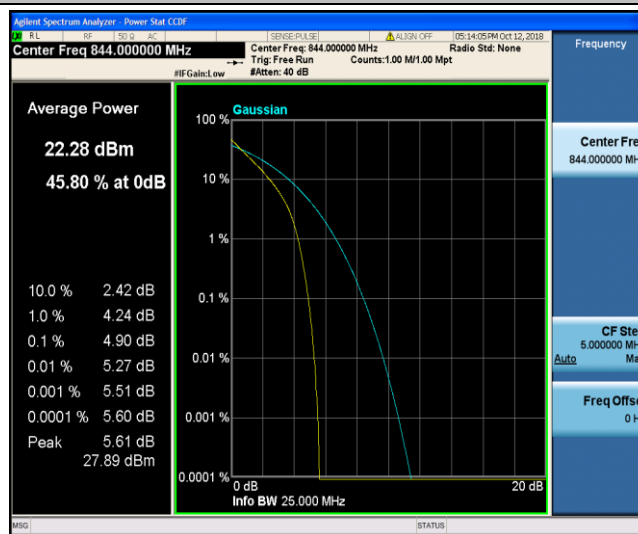 Agilent Spectrum Analyzer - Power Stat CCDF
RL RF 50 Ω AC SENSE:PULSE ALIGN OFF 05:14:05 PM Oct 12, 2018
Center Freq 844.000000 MHz
Center Freq: 844.000000 MHz Radio Std: None
Trig: Free Run Counts:1.00 M/1.00 Mpt
#IFGain:Low #Atten: 40 dB
Frequency
Average Power
22.28 dBm
45.80 % at 0dB
10.0 % 2.42 dB
1.0 % 4.24 dB
0.1 % 4.90 dB
0.01 % 5.27 dB
0.001 % 5.51 dB
0.0001 % 5.60 dB
Peak 5.61 dB
27.89 dBm
Gaussian
100 %
10 %
1 %
0.1 %
0.01 %
0.001 %
0.0001 %
0 dB 20 dB
Info BW 25.000 MHz
Center Fre
844.000000 MH
CF Ste
5.000000 MH
Auto Ma
Freq Offs
0 H
MSG STATUS